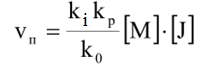 vп = (kᵢ kₚ / k₀) [M]·[J]